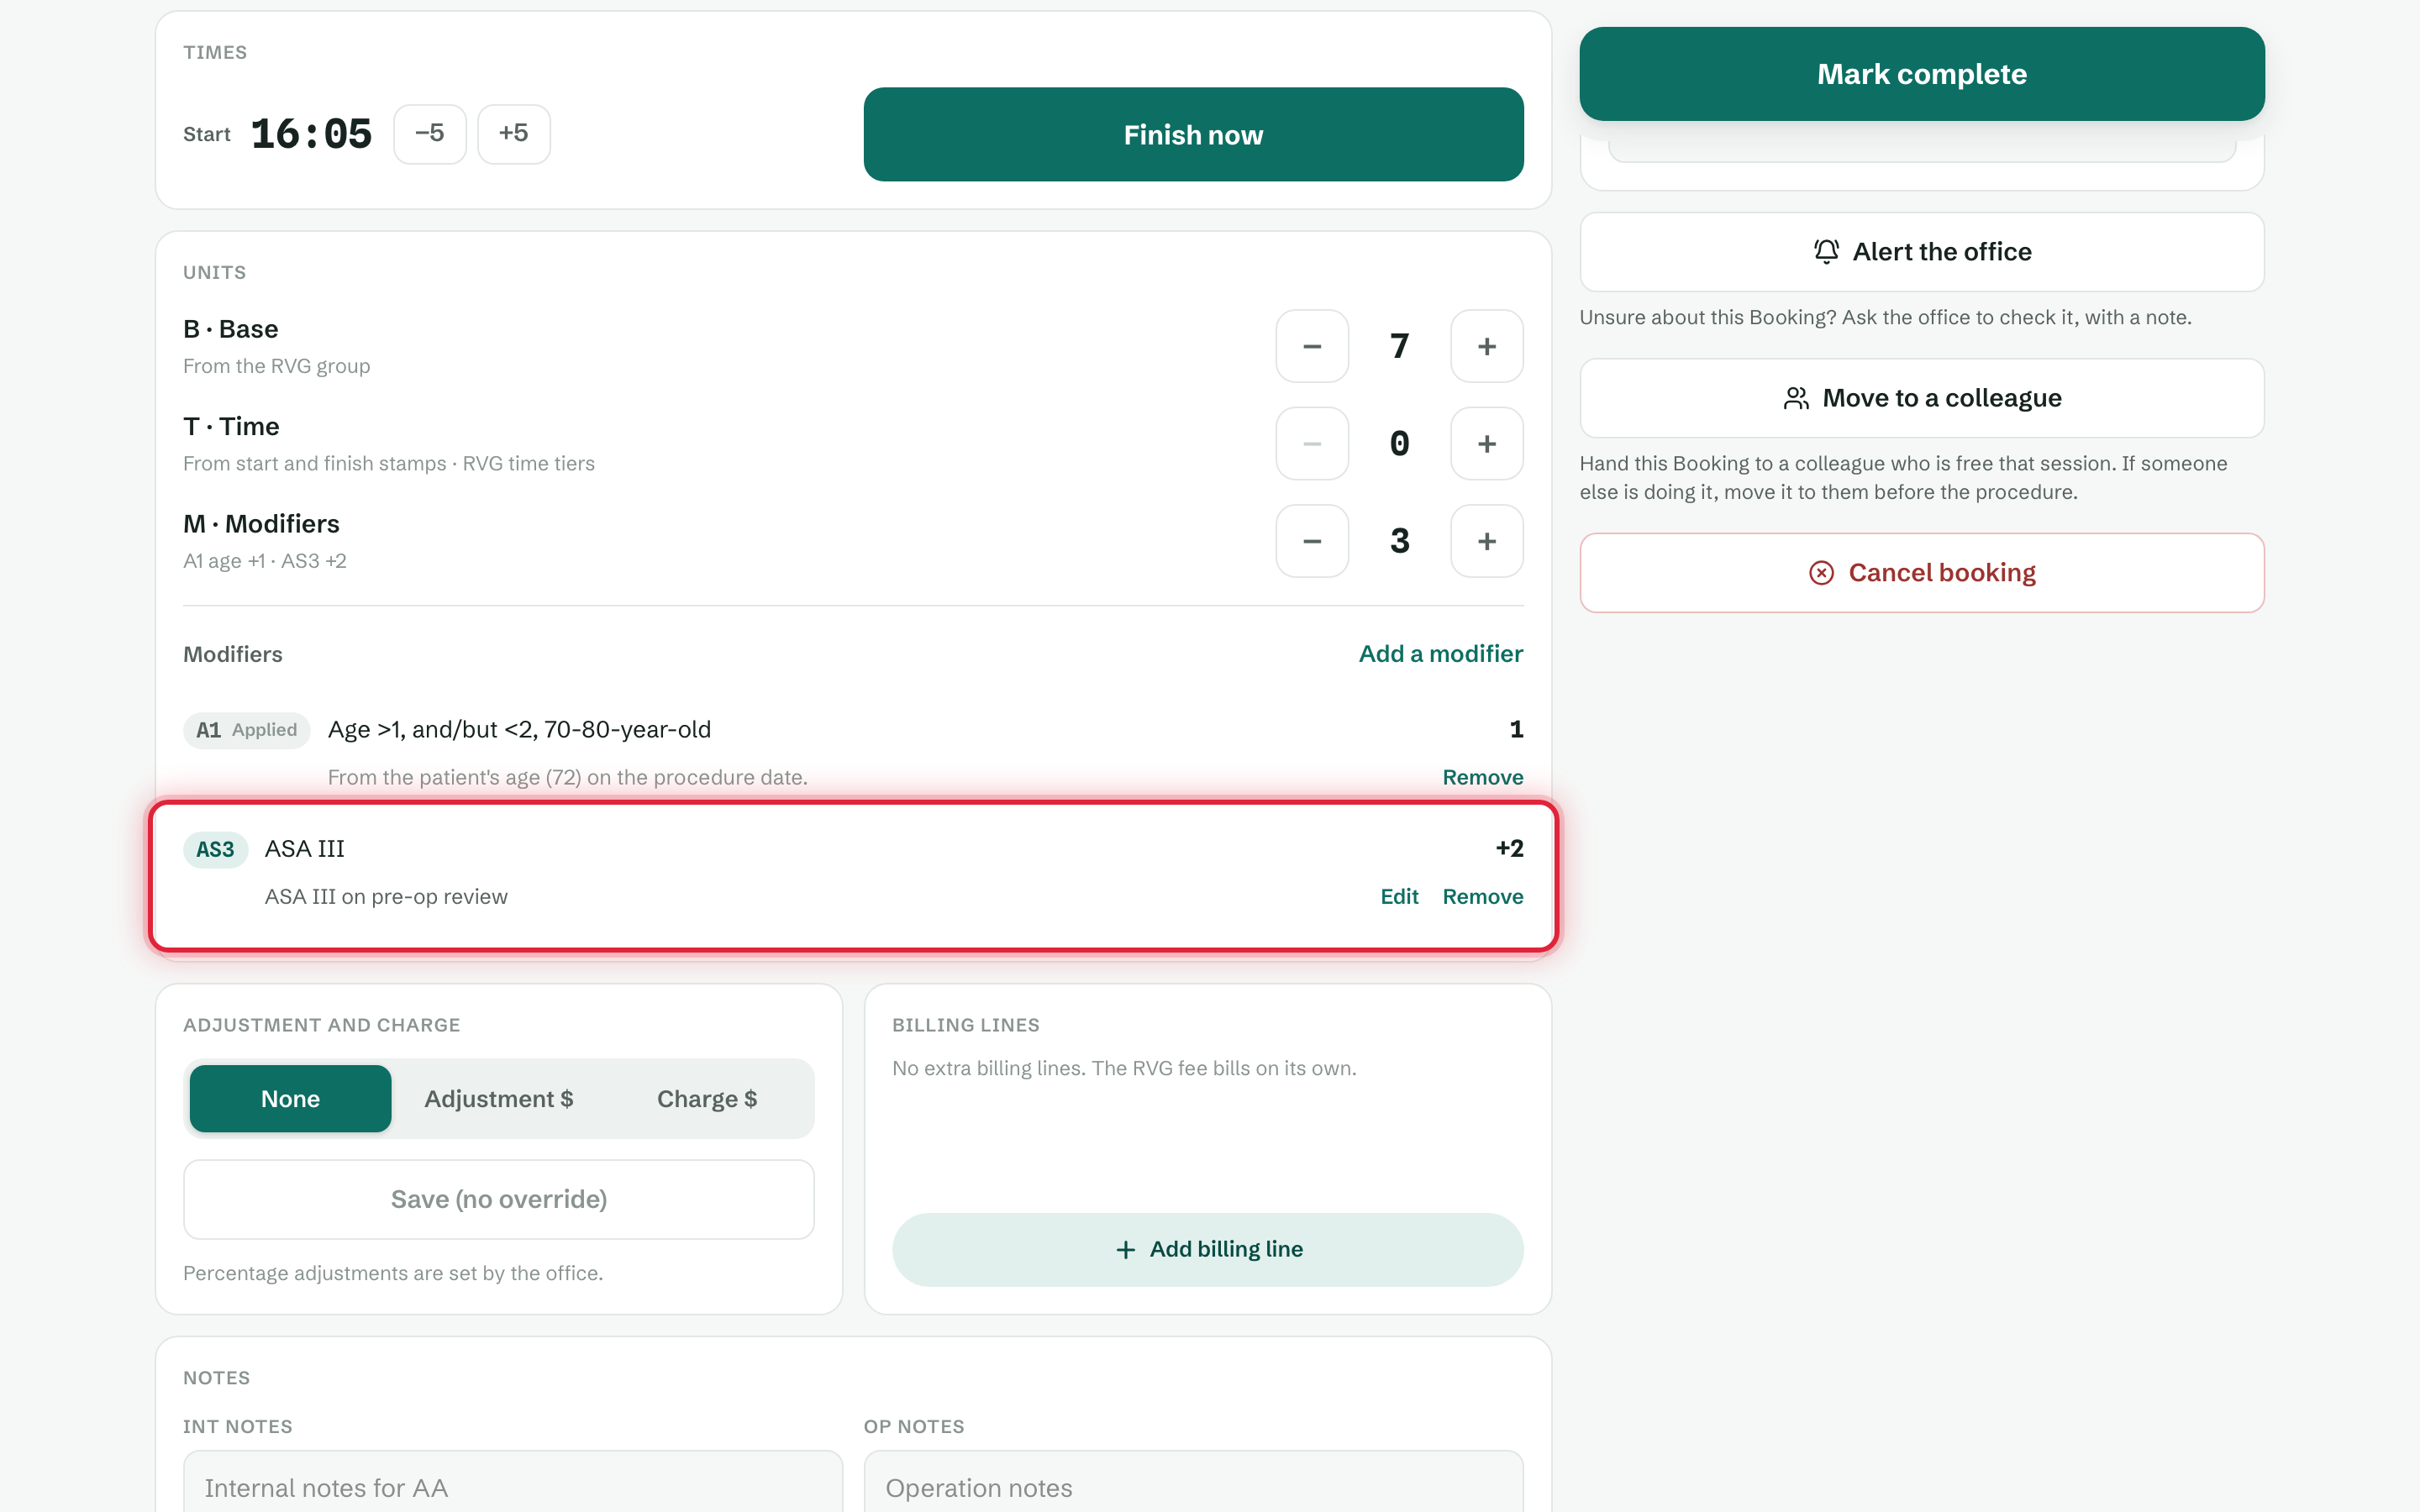 TIMES
Start 16:05 −5 +5
Finish now
UNITS
B · Base
From the RVG group
− 7 +
T · Time
From start and finish stamps · RVG time tiers
− 0 +
M · Modifiers
A1 age +1 · AS3 +2
− 3 +
Modifiers
Add a modifier
A1 Applied Age >1, and/but <2, 70-80-year-old 1
From the patient's age (72) on the procedure date. Remove
AS3 ASA III +2
ASA III on pre-op review Edit Remove
ADJUSTMENT AND CHARGE
None Adjustment $ Charge $
Save (no override)
Percentage adjustments are set by the office.
BILLING LINES
No extra billing lines. The RVG fee bills on its own.
+ Add billing line
NOTES
INT NOTES
Internal notes for AA
OP NOTES
Operation notes
Mark complete
Alert the office
Unsure about this Booking? Ask the office to check it, with a note.
Move to a colleague
Hand this Booking to a colleague who is free that session. If someone
else is doing it, move it to them before the procedure.
Cancel booking